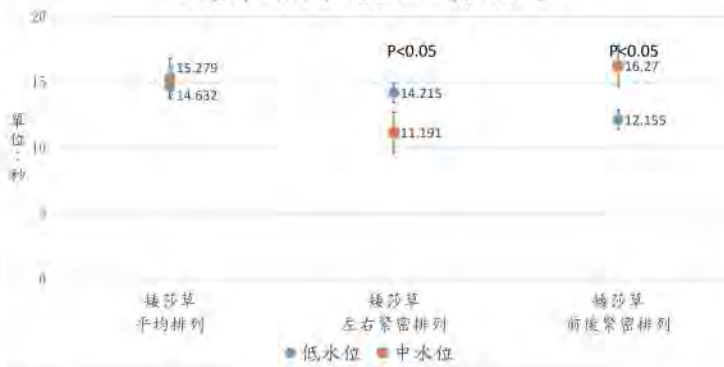 20
P<0.05
P<0.05
15.279
16.27
15
14.632
14.215
12.155
11.191
單位：秒
10
5
0
矮莎草
平均排列
矮莎草
左右緊密排列
矮莎草
前後緊密排列
低水位
中水位